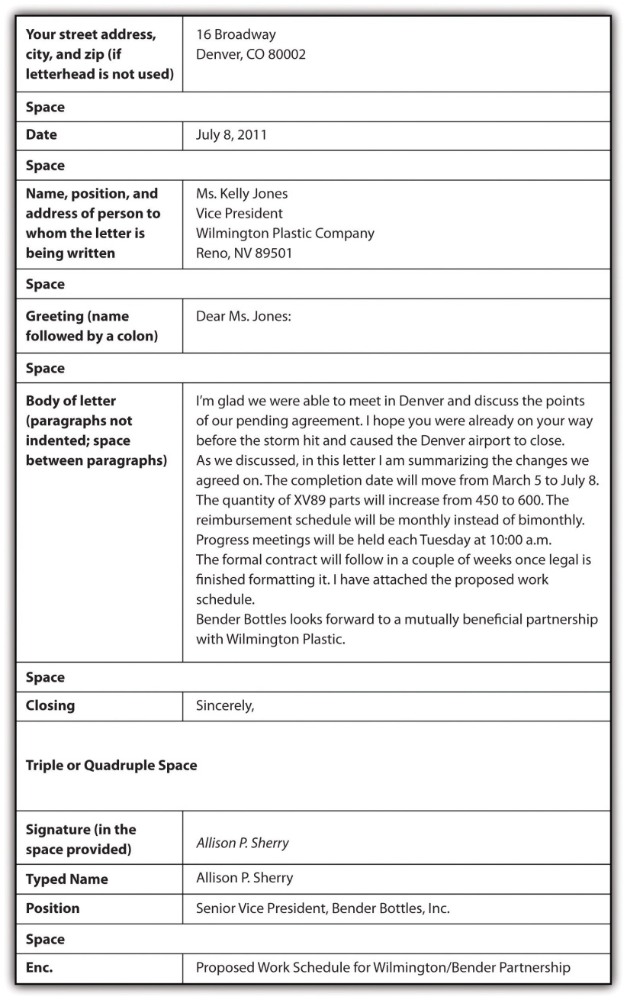 Your street address,
city, and zip (if
letterhead is not used)
16 Broadway
Denver, CO 80002
Space
Date
July 8, 2011
Space
Name, position, and
address of person to
whom the letter is
being written
Ms. Kelly Jones
Vice President
Wilmington Plastic Company
Reno, NV 89501
Space
Greeting (name
followed by a colon)
Dear Ms. Jones:
Space
Body of letter
(paragraphs not
indented; space
between paragraphs)
I’m glad we were able to meet in Denver and discuss the points
of our pending agreement. I hope you were already on your way
before the storm hit and caused the Denver airport to close.
As we discussed, in this letter I am summarizing the changes we
agreed on. The completion date will move from March 5 to July 8.
The quantity of XV89 parts will increase from 450 to 600. The
reimbursement schedule will be monthly instead of bimonthly.
Progress meetings will be held each Tuesday at 10:00 a.m.
The formal contract will follow in a couple of weeks once legal is
finished formatting it. I have attached the proposed work
schedule.
Bender Bottles looks forward to a mutually beneficial partnership
with Wilmington Plastic.
Space
Closing
Sincerely,
Triple or Quadruple Space
Signature (in the
space provided)
Allison P. Sherry
Typed Name
Allison P. Sherry
Position
Senior Vice President, Bender Bottles, Inc.
Space
Enc.
Proposed Work Schedule for Wilmington/Bender Partnership